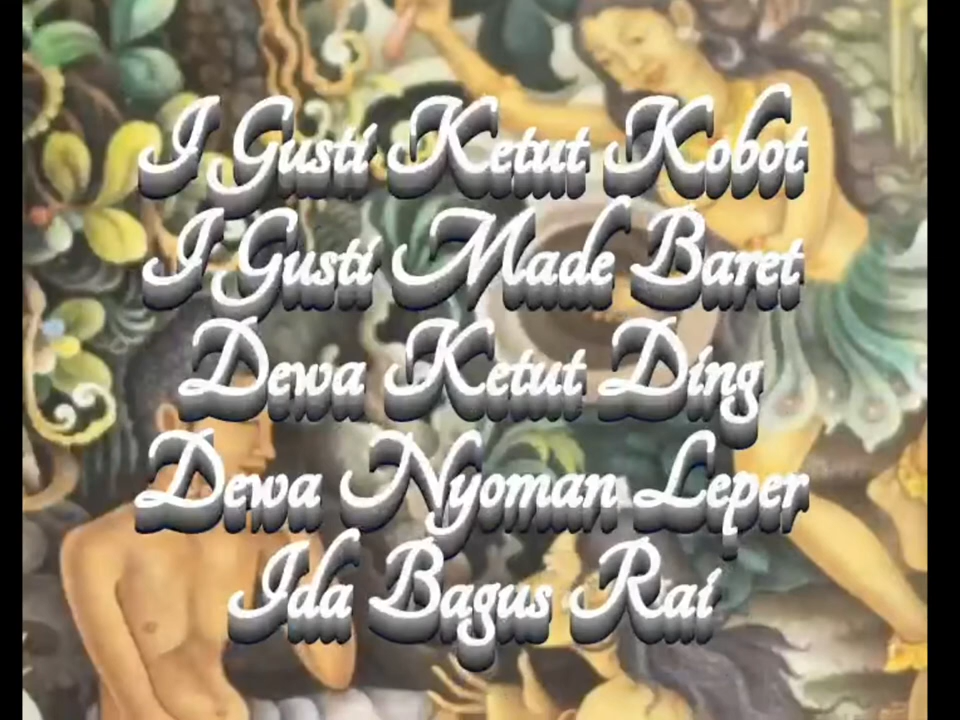 I Gusti Ketut Kobot
I Gusti Made Baret
Dewa Ketut Ding
Dewa Nyoman Leper
Ida Bagus Rai